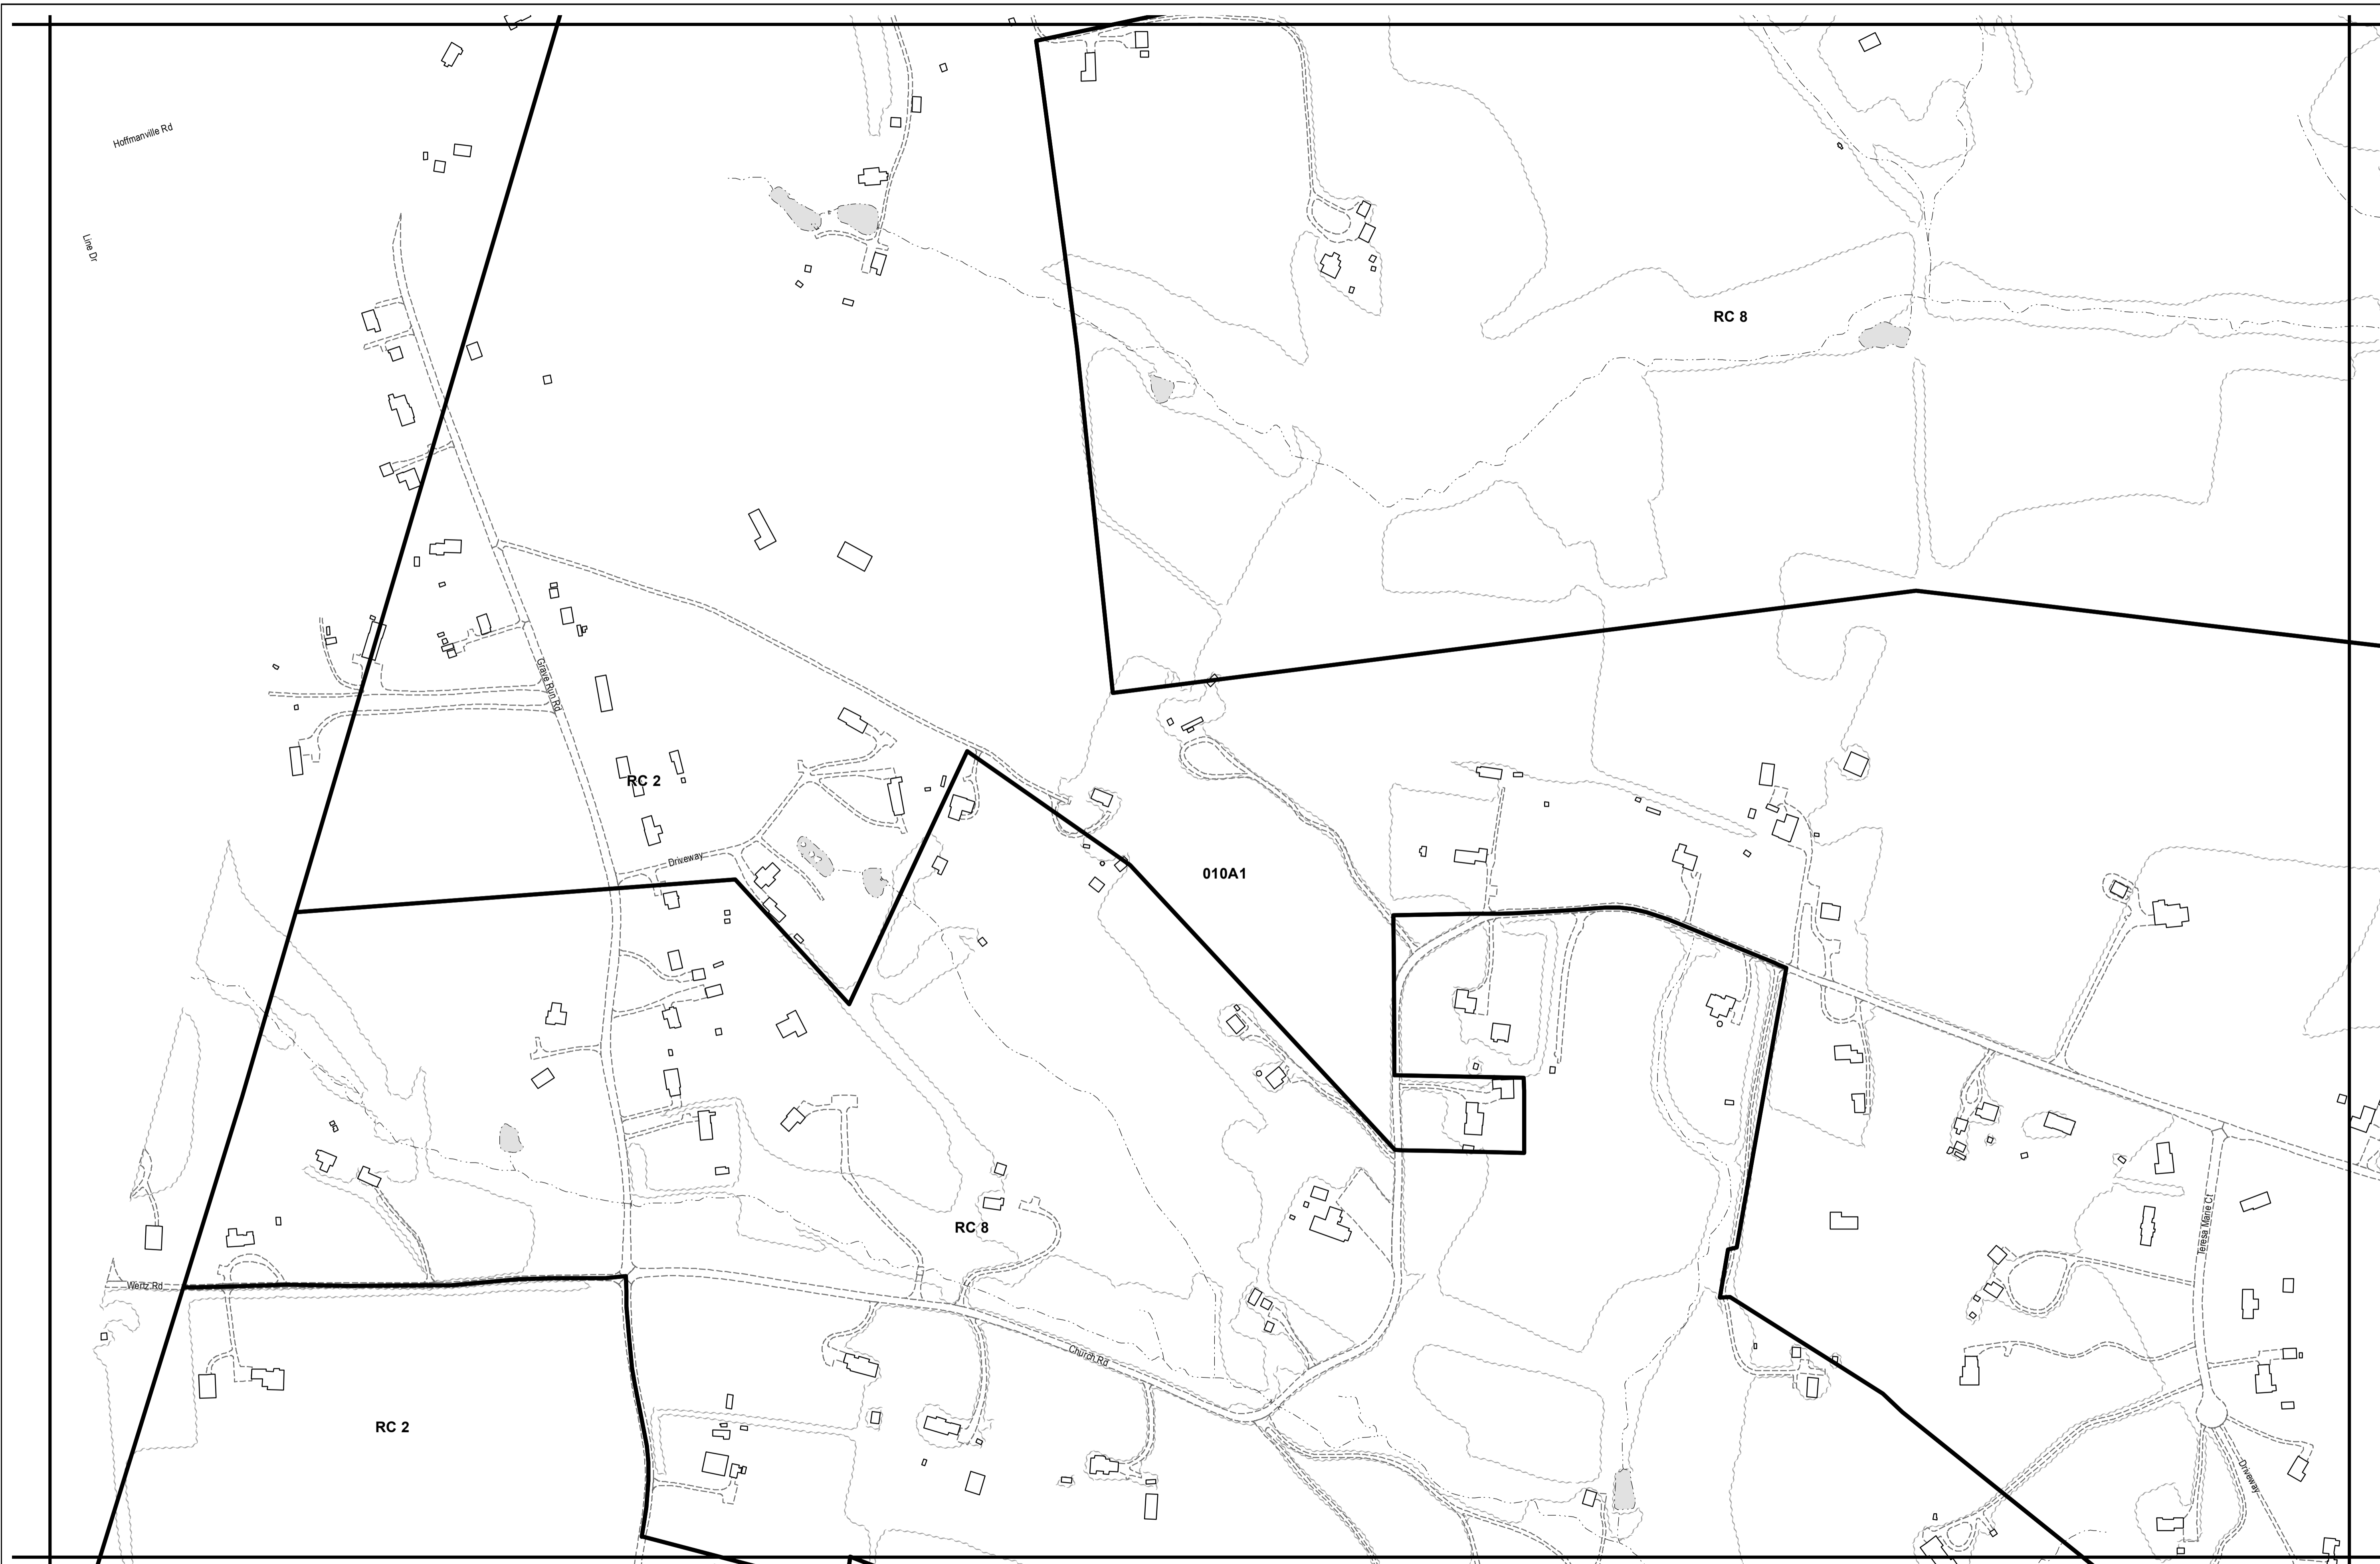 Hoffmanville Rd
Line Dr
RC 8
Grave Run Rd
RC 2
Driveway
010A1
Teresa Marie Ct
RC 8
Wertz Rd
Church Rd
RC 2
Driveway